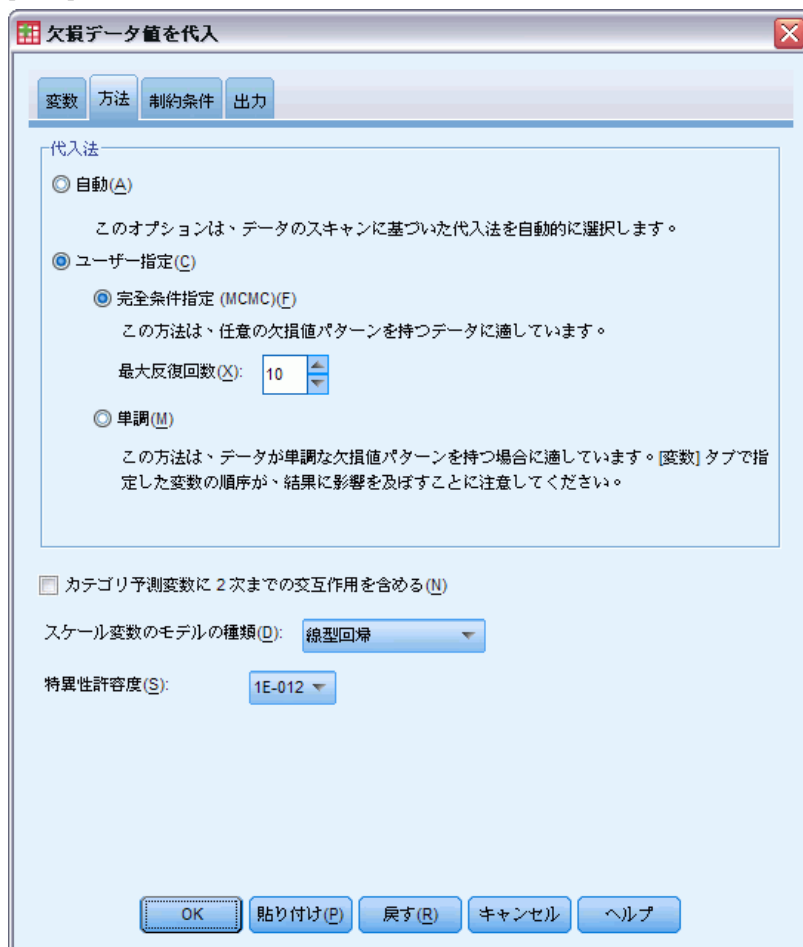 欠損データ値を代入
変数 方法 制約条件 出力
代入法
自動(A)
このオプションは、データのスキャンに基づいた代入法を自動的に選択します。
ユーザー指定(C)
完全条件指定 (MCMC)(F)
この方法は、任意の欠損値パターンを持つデータに適しています。
最大反復回数(X): 10
単調(M)
この方法は、データが単調な欠損値パターンを持つ場合に適しています。[変数] タブで指
定した変数の順序が、結果に影響を及ぼすことに注意してください。
カテゴリ予測変数に 2 次までの交互作用を含める(N)
スケール変数のモデルの種類(D): 線型回帰
特異性許容度(S): 1E-012
OK 貼り付け(P) 戻す(R) キャンセル ヘルプ